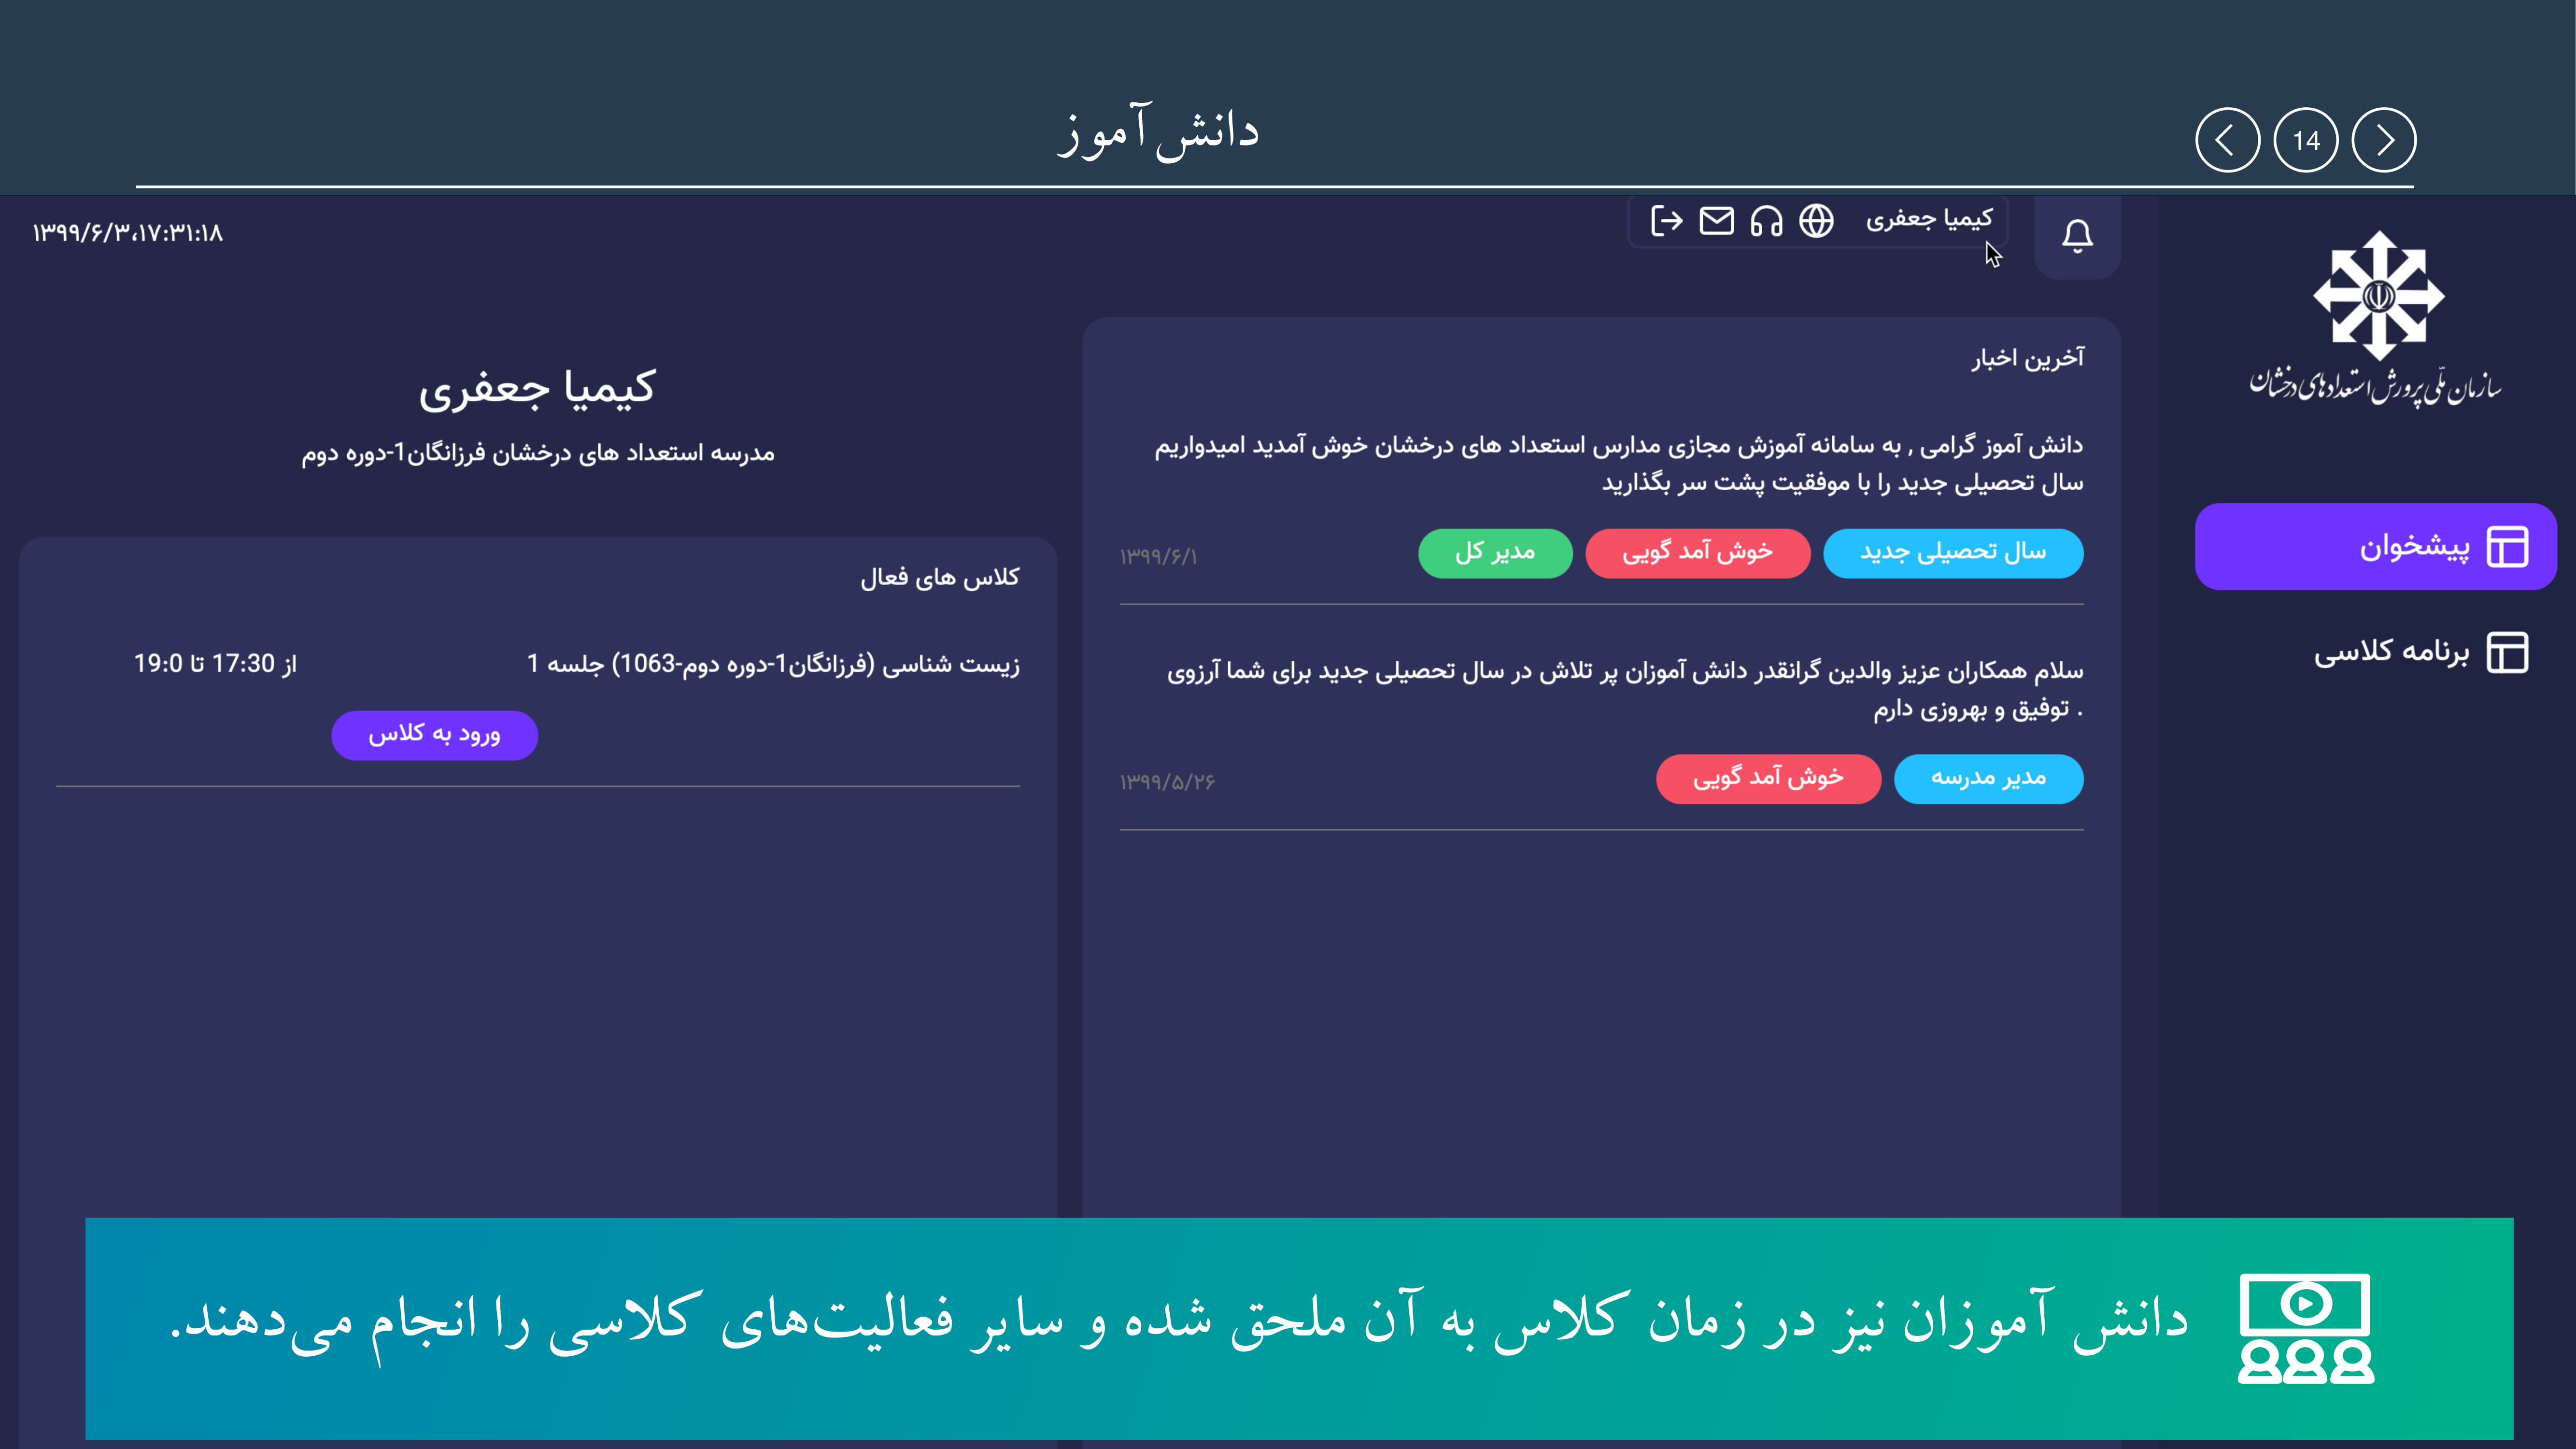 دانش‌آموز
14
کیمیا جعفری
۱۳۹۹/۶/۳،۱۷:۳۱:۱۸
سازمان ملّی پرورش استعدادهای درخشان
پیشخوان
برنامه کلاسی
آخرین اخبار
دانش آموز گرامی , به سامانه آموزش مجازی مدارس استعداد های درخشان خوش آمدید امیدواریم
سال تحصیلی جدید را با موفقیت پشت سر بگذارید
سال تحصیلی جدید خوش آمد گویی مدیر کل ۱۳۹۹/۶/۱
سلام همکاران عزیز والدین گرانقدر دانش آموزان پر تلاش در سال تحصیلی جدید برای شما آرزوی
. توفیق و بهروزی دارم
مدیر مدرسه خوش آمد گویی ۱۳۹۹/۵/۲۶
کیمیا جعفری
مدرسه استعداد های درخشان فرزانگان1-دوره دوم
کلاس های فعال
زیست شناسی (فرزانگان1-دوره دوم-1063) جلسه 1 از 17:30 تا 19:0
ورود به کلاس
دانش آموزان نیز در زمان کلاس به آن ملحق شده و سایر فعالیت‌های کلاسی را انجام می‌دهند.